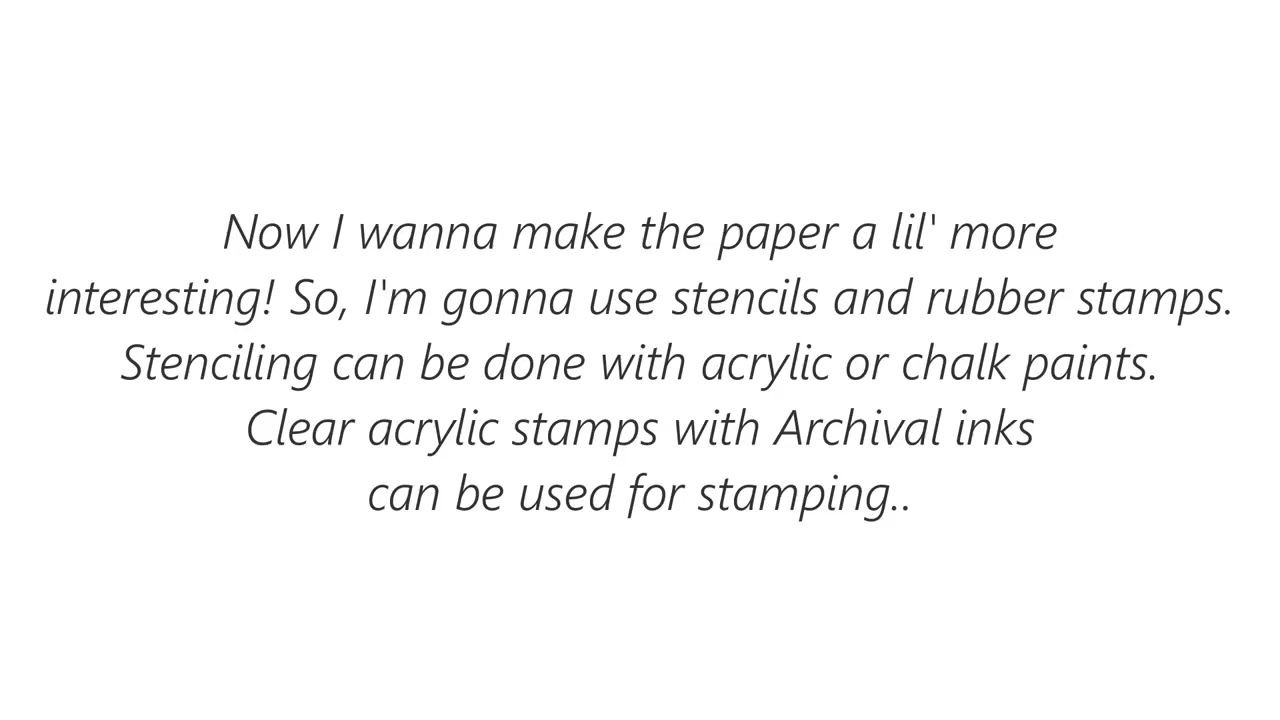 Now I wanna make the paper a lil' more
interesting! So, I'm gonna use stencils and rubber stamps.
Stenciling can be done with acrylic or chalk paints.
Clear acrylic stamps with Archival inks
can be used for stamping..